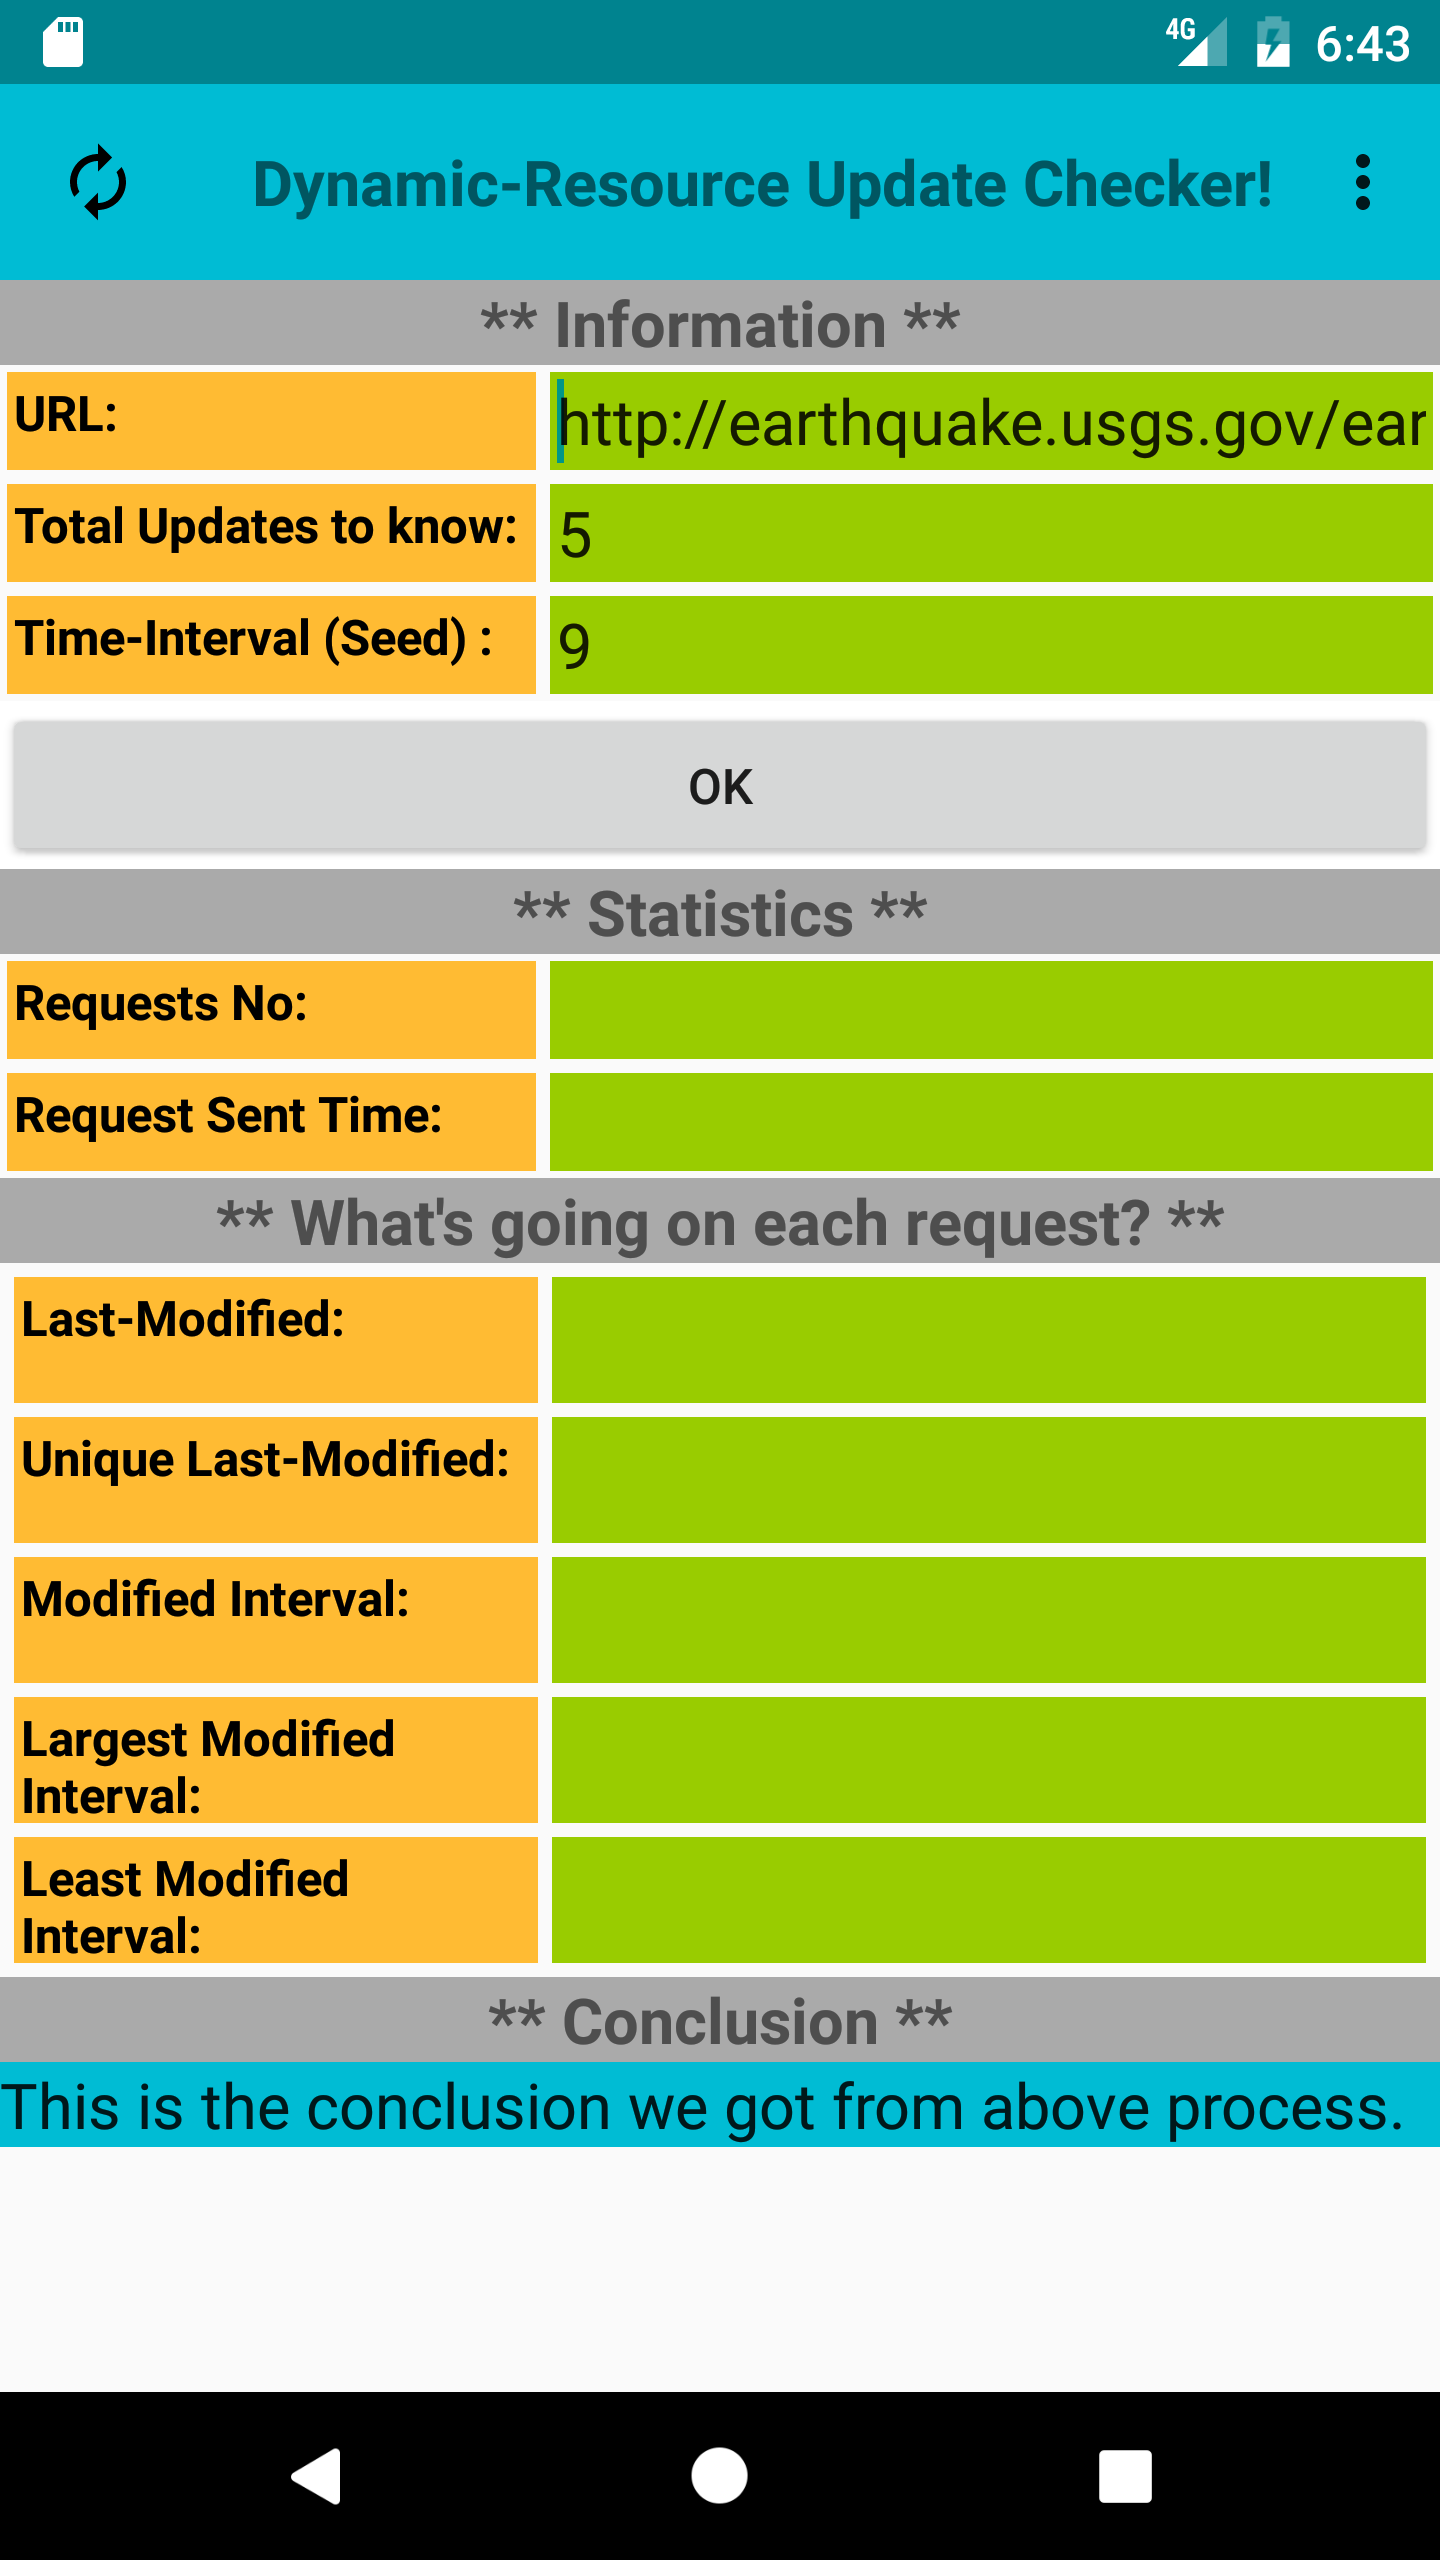 4G 6:43
Dynamic-Resource Update Checker!
** Information **
URL: http://earthquake.usgs.gov/ear
Total Updates to know: 5
Time-Interval (Seed) : 9
OK
** Statistics **
Requests No:
Request Sent Time:
** What's going on each request? **
Last-Modified:
Unique Last-Modified:
Modified Interval:
Largest Modified
Interval:
Least Modified
Interval:
** Conclusion **
This is the conclusion we got from above process.